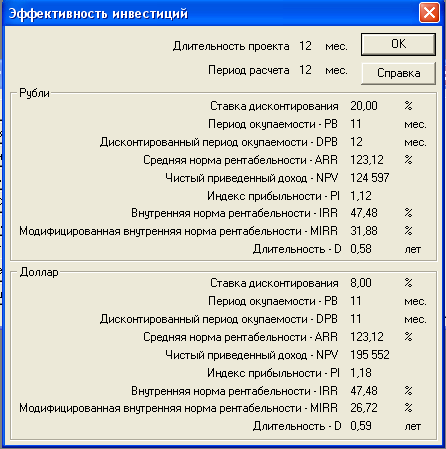 Эффективность инвестиций
Длительность проекта 12 мес. OK
Период расчета 12 мес. Справка
Рубли
Ставка дисконтирования 20,00 %
Период окупаемости - PB 11 мес.
Дисконтированный период окупаемости - DPB 12 мес.
Средняя норма рентабельности - ARR 123,12 %
Чистый приведенный доход - NPV 124 597
Индекс прибыльности - PI 1,12
Внутренняя норма рентабельности - IRR 47,48 %
Модифицированная внутренняя норма рентабельности - MIRR 31,88 %
Длительность - D 0,58 лет
Доллар
Ставка дисконтирования 8,00 %
Период окупаемости - PB 11 мес.
Дисконтированный период окупаемости - DPB 11 мес.
Средняя норма рентабельности - ARR 123,12 %
Чистый приведенный доход - NPV 195 552
Индекс прибыльности - PI 1,18
Внутренняя норма рентабельности - IRR 47,48 %
Модифицированная внутренняя норма рентабельности - MIRR 26,72 %
Длительность - D 0,59 лет